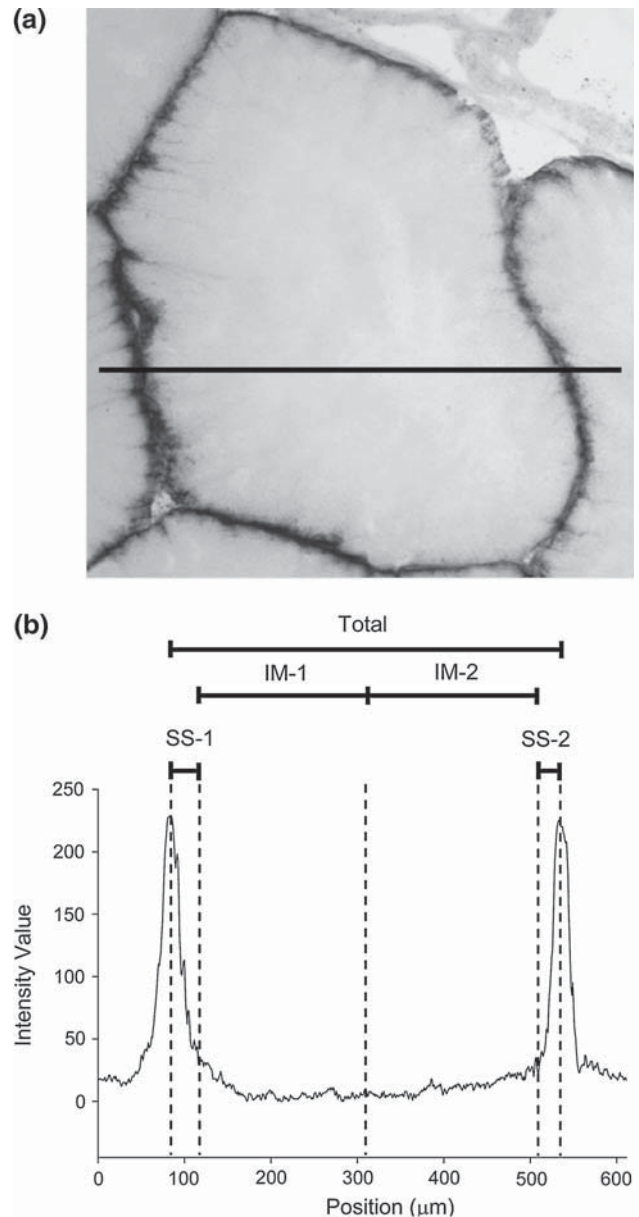 (a)
(b)
Total
IM-1 IM-2
SS-1 SS-2
250
200
150
100
50
0
Intensity Value
0 100 200 300 400 500 600
Position (μm)